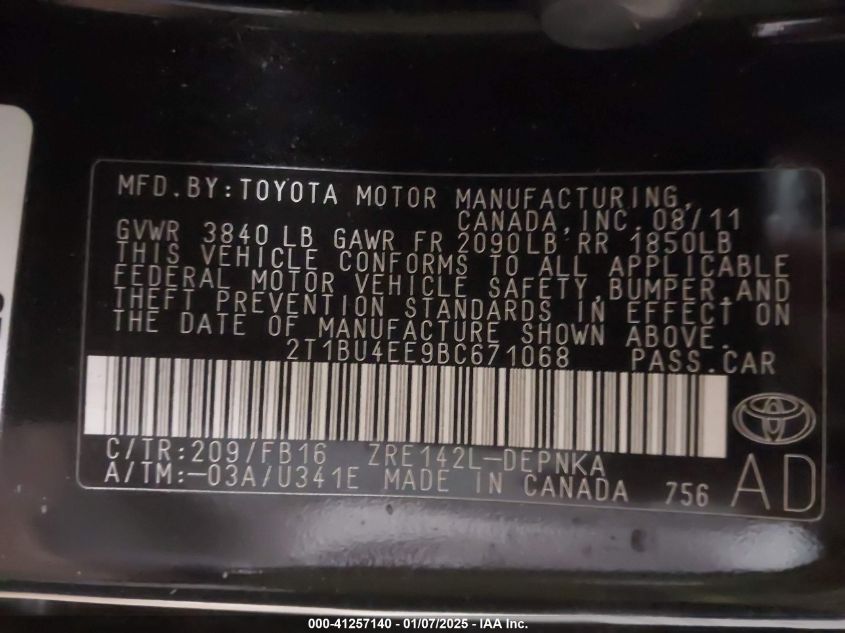 MFD.BY:TOYOTA MOTOR MANUFACTURING,
CANADA,INC. 08/11
GVWR 3840 LB GAWR FR 2090LB RR 1850LB
THIS VEHICLE CONFORMS TO ALL APPLICABLE
FEDERAL MOTOR VEHICLE SAFETY,BUMPER,AND
THEFT PREVENTION STANDARDS IN EFFECT ON
THE DATE OF MANUFACTURE SHOWN ABOVE.
2T1BU4EE9BC671068 PASS.CAR
C/TR:209/FB16 ZRE142L-DEPNKA
A/TM:-03A/U341E MADE IN CANADA 756 AD
000-41257140 - 01/07/2025 - IAA Inc.